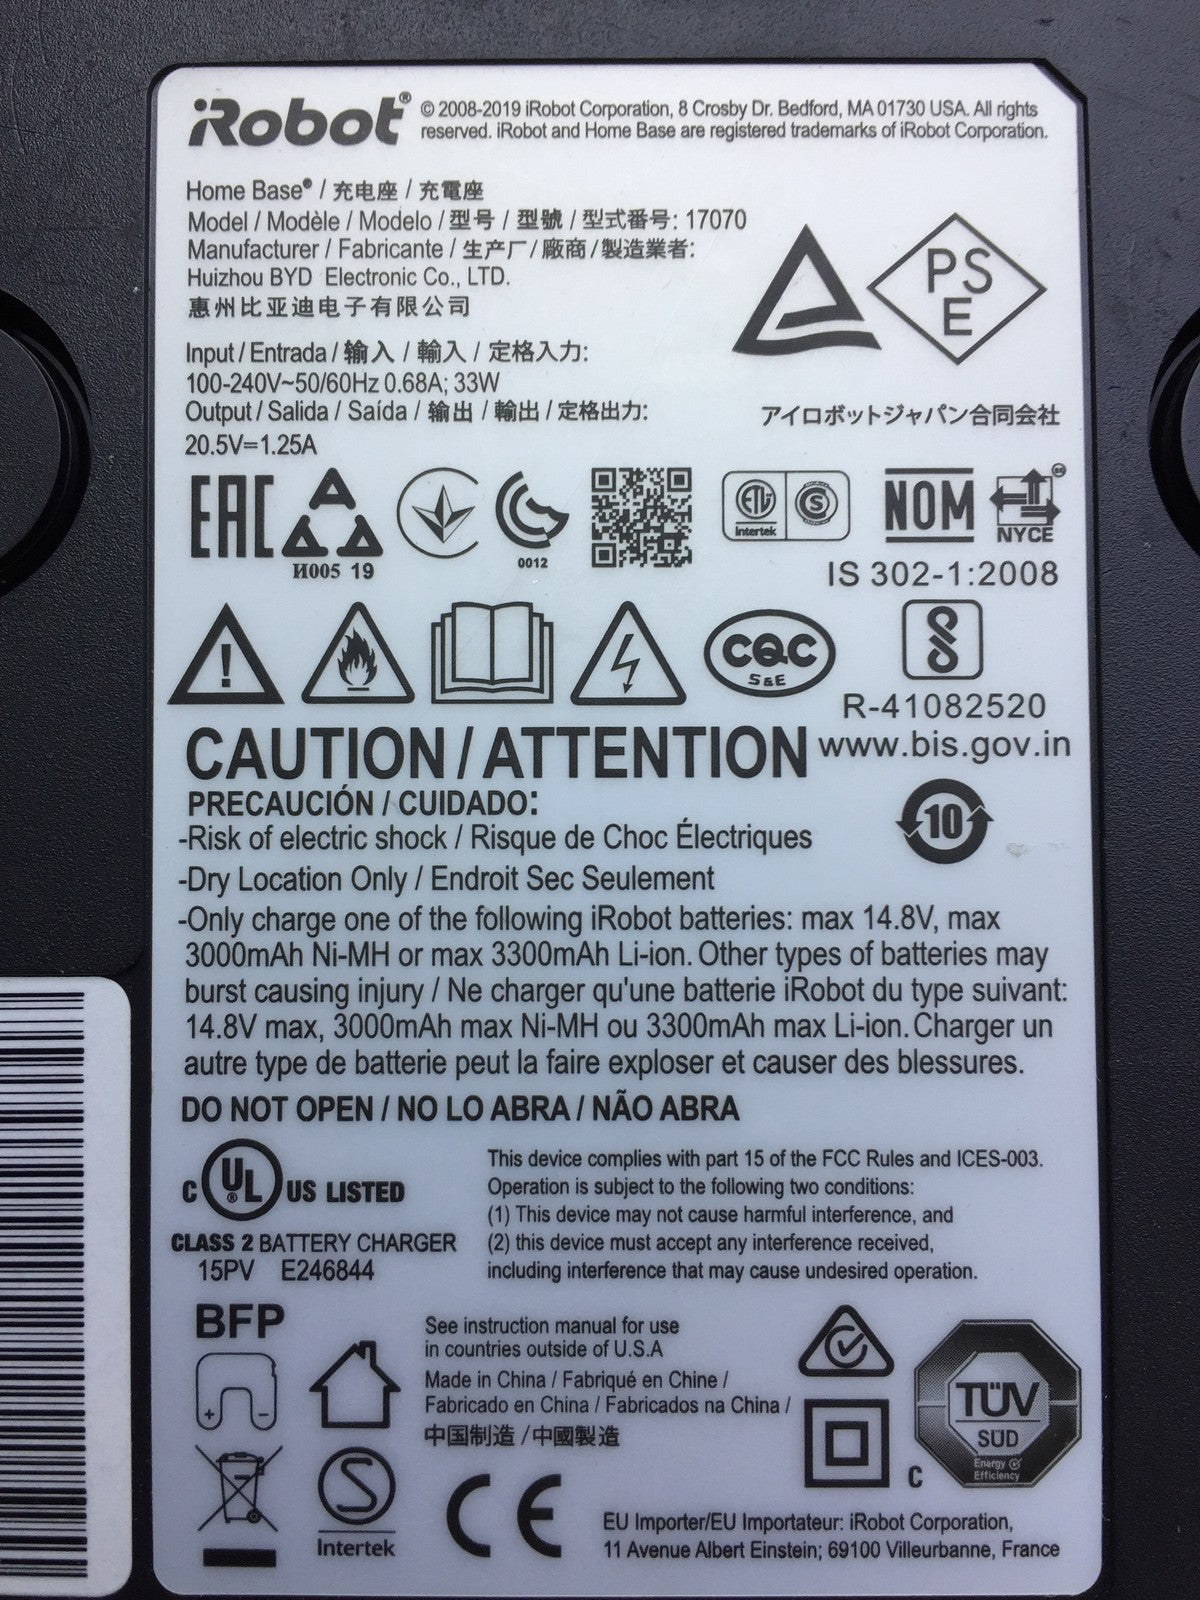 iRobot® © 2008-2019 iRobot Corporation, 8 Crosby Dr. Bedford, MA 01730 USA. All rights
reserved. iRobot and Home Base are registered trademarks of iRobot Corporation.
Home Base® / 充电座 / 充電座
Model / Modèle / Modelo / 型号 / 型號 / 型式番号: 17070
Manufacturer / Fabricante / 生产厂 / 廠商 / 製造業者:
Huizhou BYD Electronic Co., LTD.
惠州比亚迪电子有限公司
PS
E
Input / Entrada / 输入 / 輸入 / 定格入力:
100-240V~50/60Hz 0.68A; 33W
Output / Salida / Saída / 输出 / 輸出 / 定格出力:
20.5V=1.25A
アイロボットジャパン合同会社
EAC
И005 19
0012
ETL
Intertek
S
NOM
NYCE
IS 302-1:2008
CQC
S&E
R-41082520
www.bis.gov.in
CAUTION / ATTENTION
PRECAUCIÓN / CUIDADO:
10
-Risk of electric shock / Risque de Choc Électriques
-Dry Location Only / Endroit Sec Seulement
-Only charge one of the following iRobot batteries: max 14.8V, max
3000mAh Ni-MH or max 3300mAh Li-ion. Other types of batteries may
burst causing injury / Ne charger qu'une batterie iRobot du type suivant:
14.8V max, 3000mAh max Ni-MH ou 3300mAh max Li-ion. Charger un
autre type de batterie peut la faire exploser et causer des blessures.
DO NOT OPEN / NO LO ABRA / NÃO ABRA
C UL® US LISTED
CLASS 2 BATTERY CHARGER
15PV E246844
This device complies with part 15 of the FCC Rules and ICES-003.
Operation is subject to the following two conditions:
(1) This device may not cause harmful interference, and
(2) this device must accept any interference received,
including interference that may cause undesired operation.
BFP
+ -
See instruction manual for use
in countries outside of U.S.A
Made in China / Fabriqué en Chine /
Fabricado en China / Fabricados na China /
中国制造 / 中國製造
TÜV
SÜD
Energy
Efficiency
C
S
Intertek
CE
EU Importer/EU Importateur: iRobot Corporation,
11 Avenue Albert Einstein; 69100 Villeurbanne, France